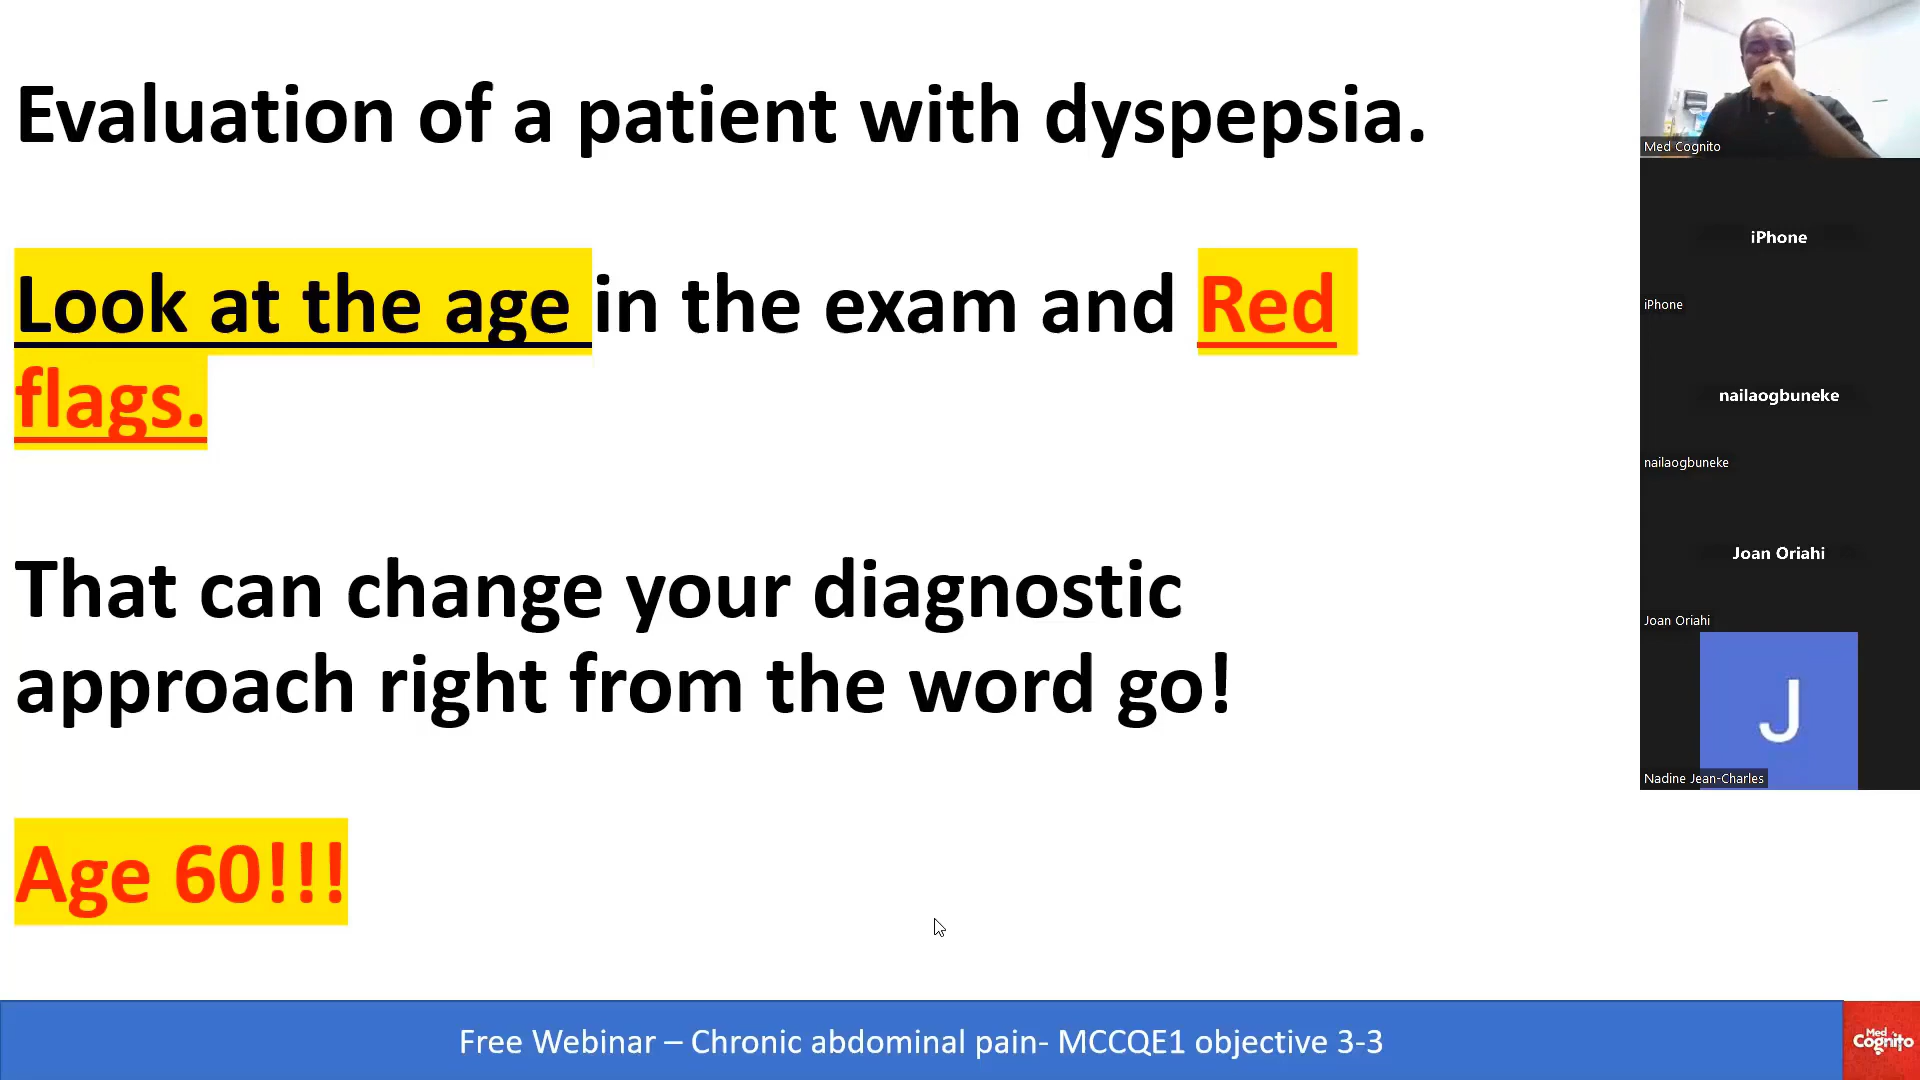 Evaluation of a patient with dyspepsia.
Look at the age in the exam and Red
flags.
That can change your diagnostic
approach right from the word go!
Age 60!!!
Free Webinar – Chronic abdominal pain- MCCQE1 objective 3-3
Med
Cognito
Med Cognito
iPhone
iPhone
nailaogbuneke
nailaogbuneke
Joan Oriahi
Joan Oriahi
J
Nadine Jean-Charles